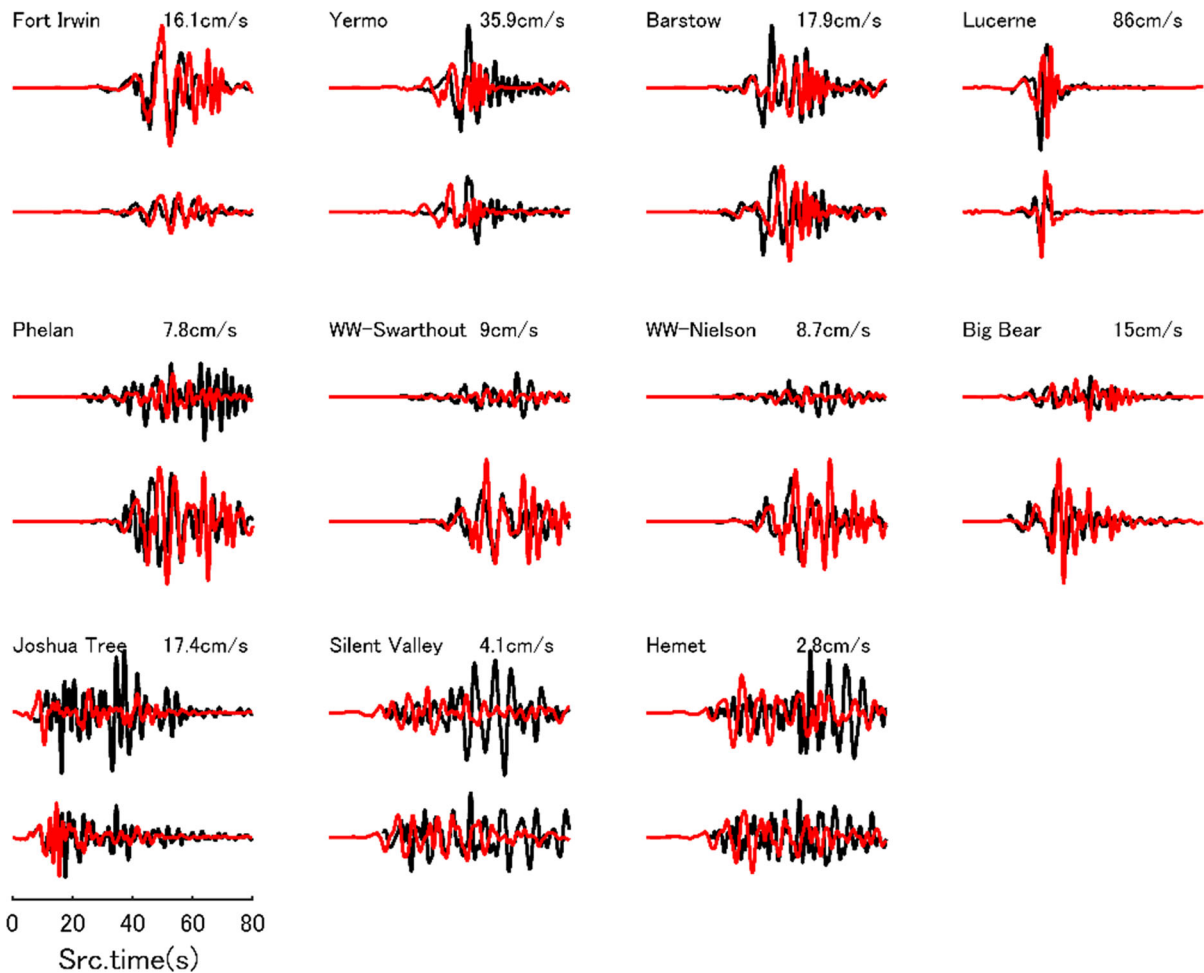 Fort Irwin 16.1cm/s Yermo 35.9cm/s Barstow 17.9cm/s Lucerne 86cm/s
Phelan 7.8cm/s WW-Swarthout 9cm/s WW-Nielson 8.7cm/s Big Bear 15cm/s
Joshua Tree 17.4cm/s Silent Valley 4.1cm/s Hemet 2.8cm/s
0 20 40 60 80
Src.time(s)